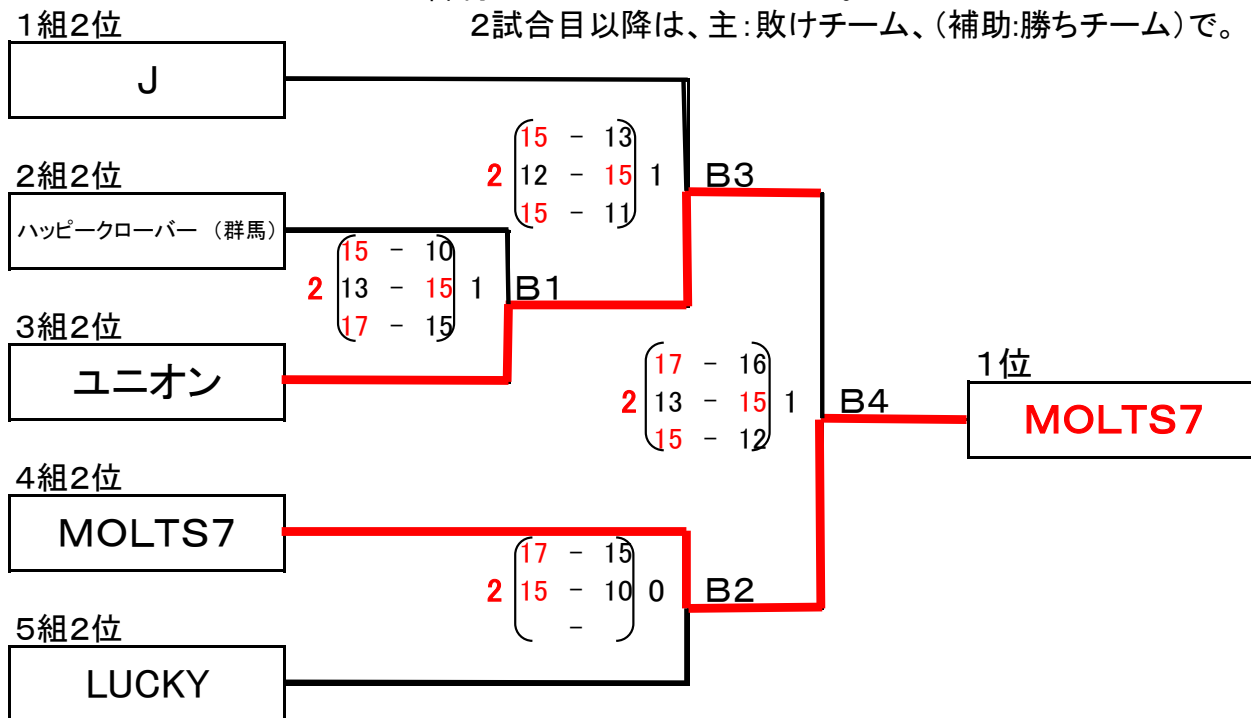 2試合目以降は、主:敗けチーム、(補助:勝ちチーム)で。
1組2位
J
15 - 13
2 12 - 15 1
15 - 11
B3
2組2位
ハッピークローバー (群馬)
15 - 10
2 13 - 15 1
17 - 15
B1
3組2位
ユニオン
17 - 16
2 13 - 15 1
15 - 12
B4
1位
MOLTS7
4組2位
MOLTS7
17 - 15
2 15 - 10 0
-
B2
5組2位
LUCKY